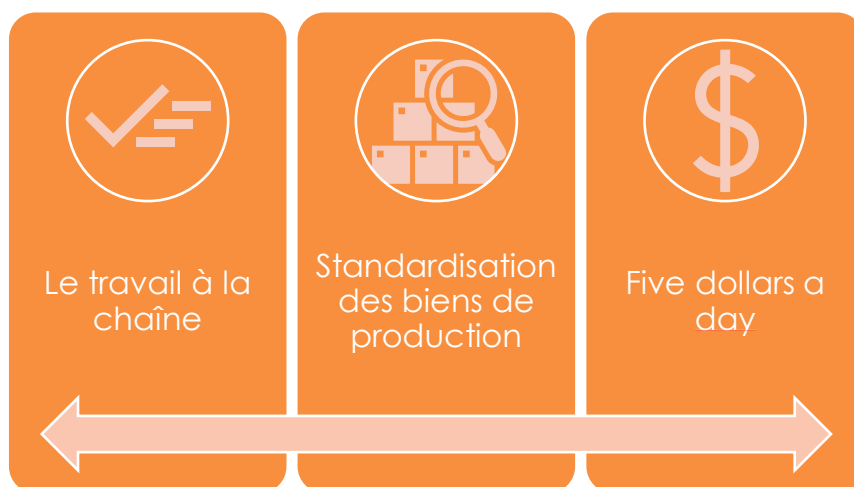 Le travail à la
chaîne
Standardisation
des biens de
production
Five dollars a
day